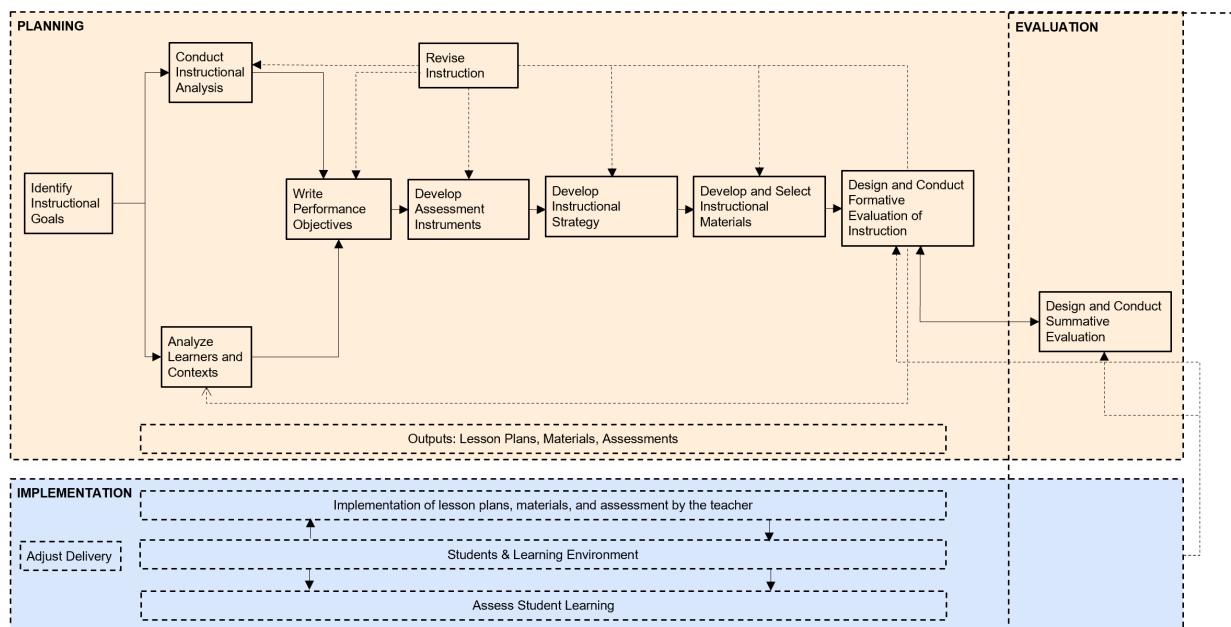 PLANNING
EVALUATION
Conduct
Instructional
Analysis
Revise
Instruction
Identify
Instructional
Goals
Write
Performance
Objectives
Develop
Assessment
Instruments
Develop
Instructional
Strategy
Develop and Select
Instructional
Materials
Design and Conduct
Formative
Evaluation of
Instruction
Analyze
Learners and
Contexts
Design and Conduct
Summative
Evaluation
Outputs: Lesson Plans, Materials, Assessments
IMPLEMENTATION
Implementation of lesson plans, materials, and assessment by the teacher
Adjust Delivery
Students & Learning Environment
Assess Student Learning